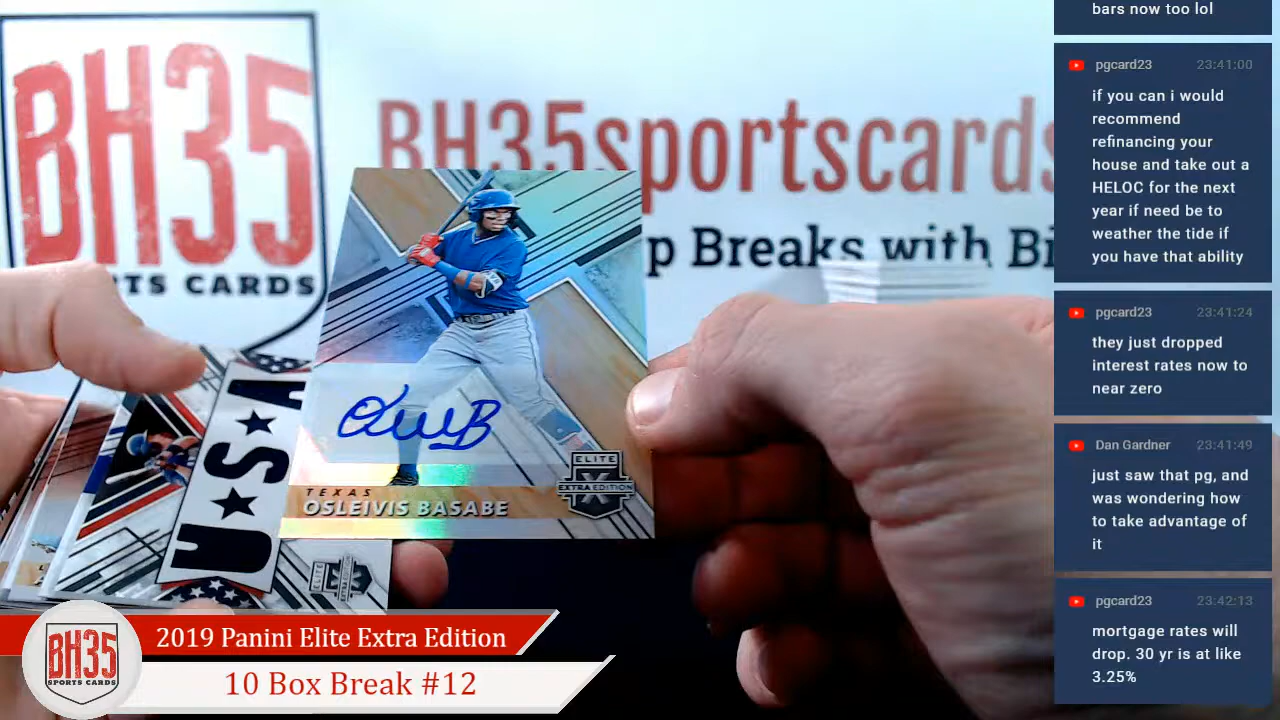 BH35
SPORTS CARDS
BH35sportscards
p Breaks with Bi
USA
ELITE
EXTRA EDITION
TEXAS
OSLEIVIS BASABE
ELITE
X
EXTRA EDITION
BH35
SPORTS CARDS
2019 Panini Elite Extra Edition
10 Box Break #12
bars now too lol
pgcard23 23:41:00
if you can i would
recommend
refinancing your
house and take out a
HELOC for the next
year if need be to
weather the tide if
you have that ability
pgcard23 23:41:24
they just dropped
interest rates now to
near zero
Dan Gardner 23:41:49
just saw that pg, and
was wondering how
to take advantage of
it
pgcard23 23:42:13
mortgage rates will
drop. 30 yr is at like
3.25%